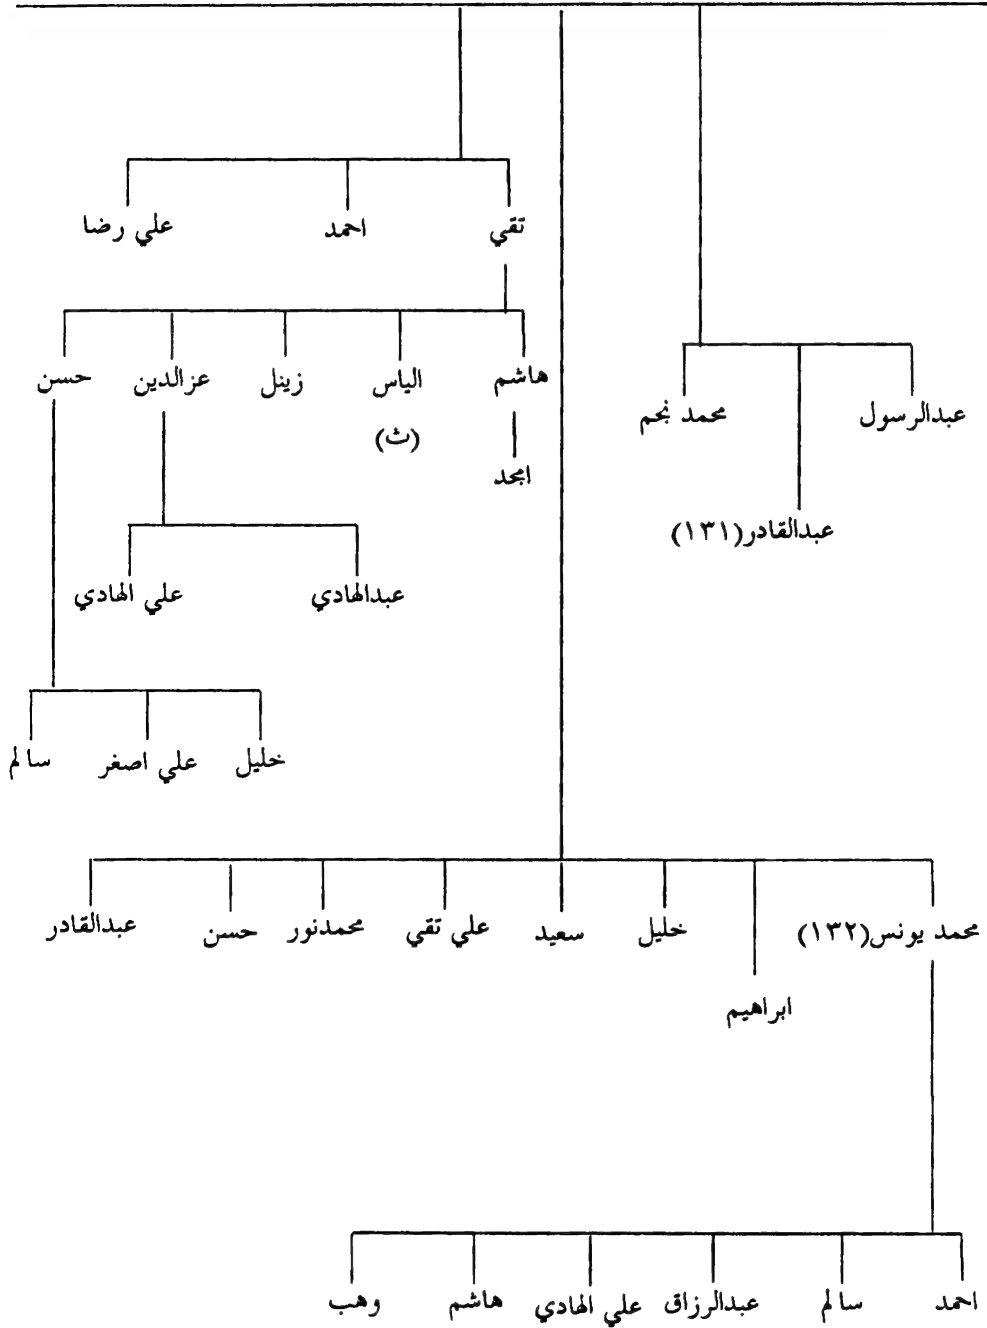 تقي احمد علي رضا
هاشم الياس زينل عزالدين حسن
عبدالرسول محمد نجم
(ث)
امجد
عبدالقادر(١٣١)
عبدالهادي علي الهادي
خليل علي اصغر سالم
محمد يونس(١٣٢) خليل سعيد علي تقي محمدنور حسن عبدالقادر
ابراهيم
احمد سالم عبدالرزاق علي الهادي هاشم وهب